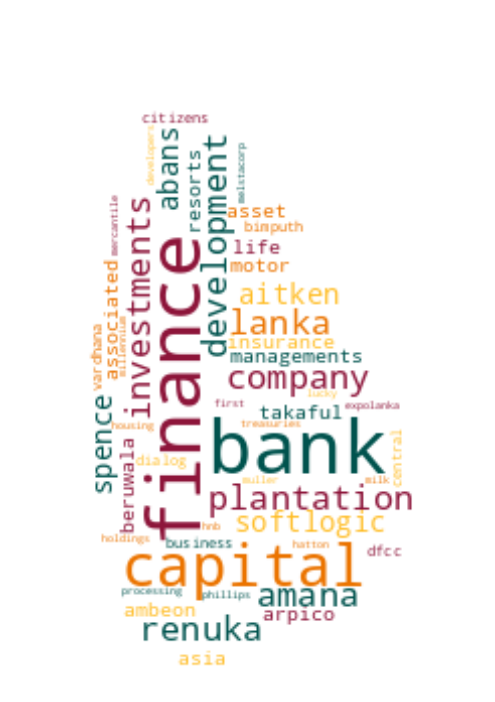 citizens
developers
abans
resorts
development
melstacorp
mercantile
investments
finance
asset
bimputh
life
motor
associated
vardhana
millennium
aitken
lanka
insurance
managements
company
lucky
spence
first
takaful
expolanka
housing
treasuries
bank
beruwala
dialog
central
muller
milk
plantation
softlogic
hnb
holdings
business
hatton
dfcc
capital
processing
phillips
amana
ambeon
arpico
renuka
asia